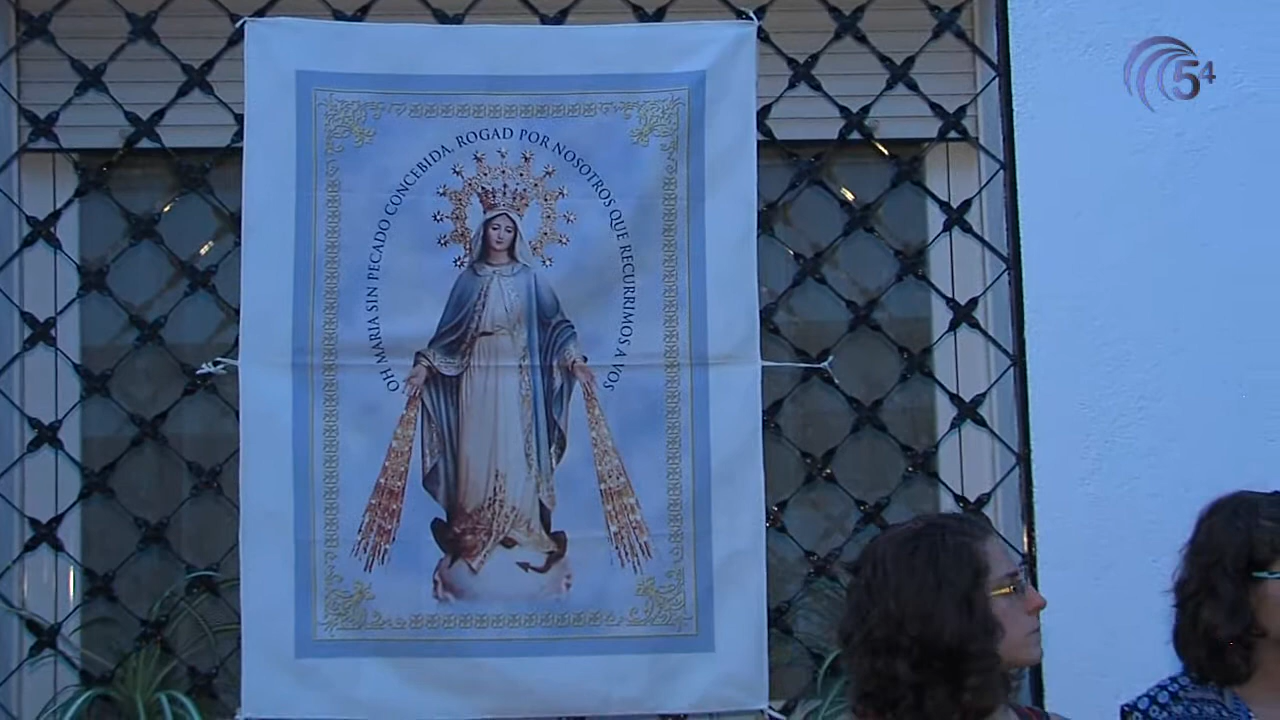 OH MARIA SIN PECADO CONCEBIDA, ROGAD POR NOSOTROS QUE RECURRIMOS A VOS
54